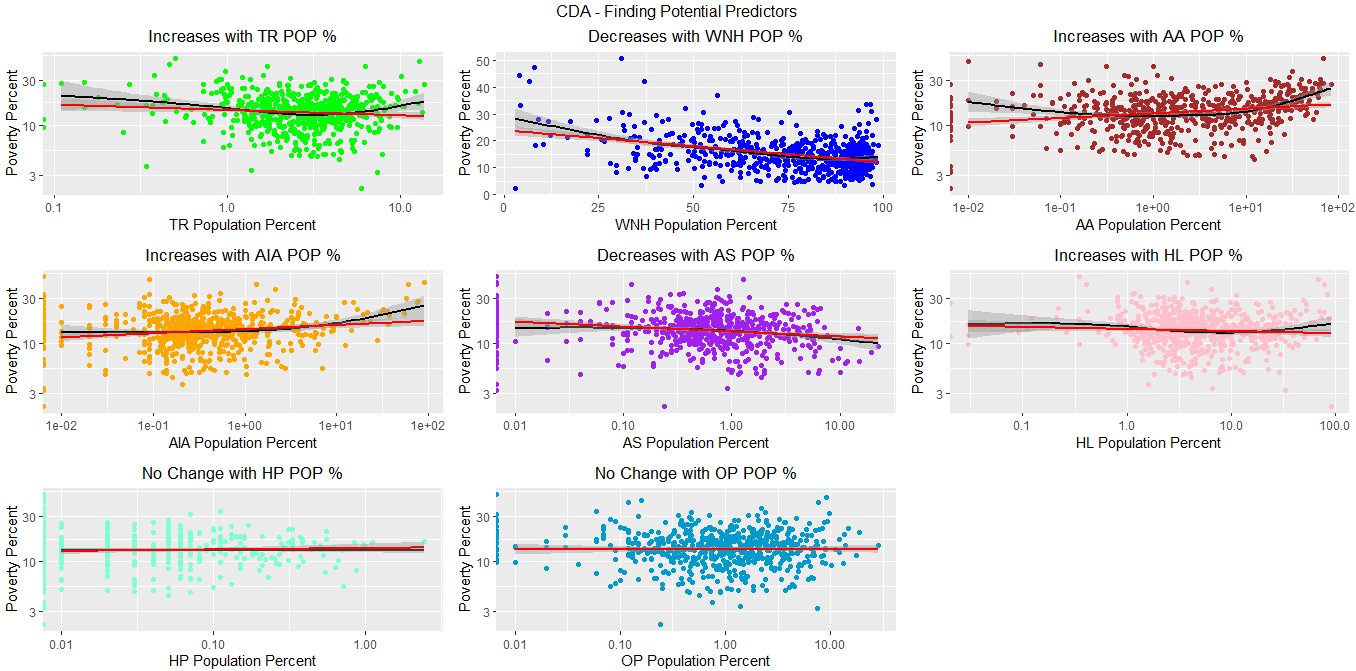 CDA - Finding Potential Predictors
Increases with TR POP %
Poverty Percent
30
10
3
0.1 1.0 10.0
TR Population Percent
Decreases with WNH POP %
Poverty Percent
50
40
30
20
10
0
0 25 50 75 100
WNH Population Percent
Increases with AA POP %
Poverty Percent
30
10
3
1e-02 1e-01 1e+00 1e+01 1e+02
AA Population Percent
Increases with AIA POP %
Poverty Percent
30
10
3
1e-02 1e-01 1e+00 1e+01 1e+02
AIA Population Percent
Decreases with AS POP %
Poverty Percent
30
10
3
0.01 0.10 1.00 10.00
AS Population Percent
Increases with HL POP %
Poverty Percent
30
10
3
0.1 1.0 10.0 100.0
HL Population Percent
No Change with HP POP %
Poverty Percent
30
10
3
0.01 0.10 1.00
HP Population Percent
No Change with OP POP %
Poverty Percent
30
10
3
0.01 0.10 1.00 10.00
OP Population Percent